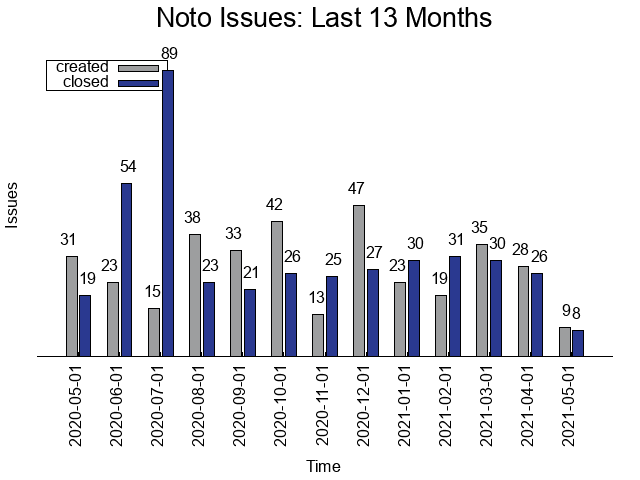 Noto Issues: Last 13 Months
created
closed
Issues
31 19 23 54 15 89 38 23 33 21 42 26 13 25 47 27 23 30 19 31 35 30 28 26 9 8
2020-05-01 2020-06-01 2020-07-01 2020-08-01 2020-09-01 2020-10-01 2020-11-01 2020-12-01 2021-01-01 2021-02-01 2021-03-01 2021-04-01 2021-05-01
Time